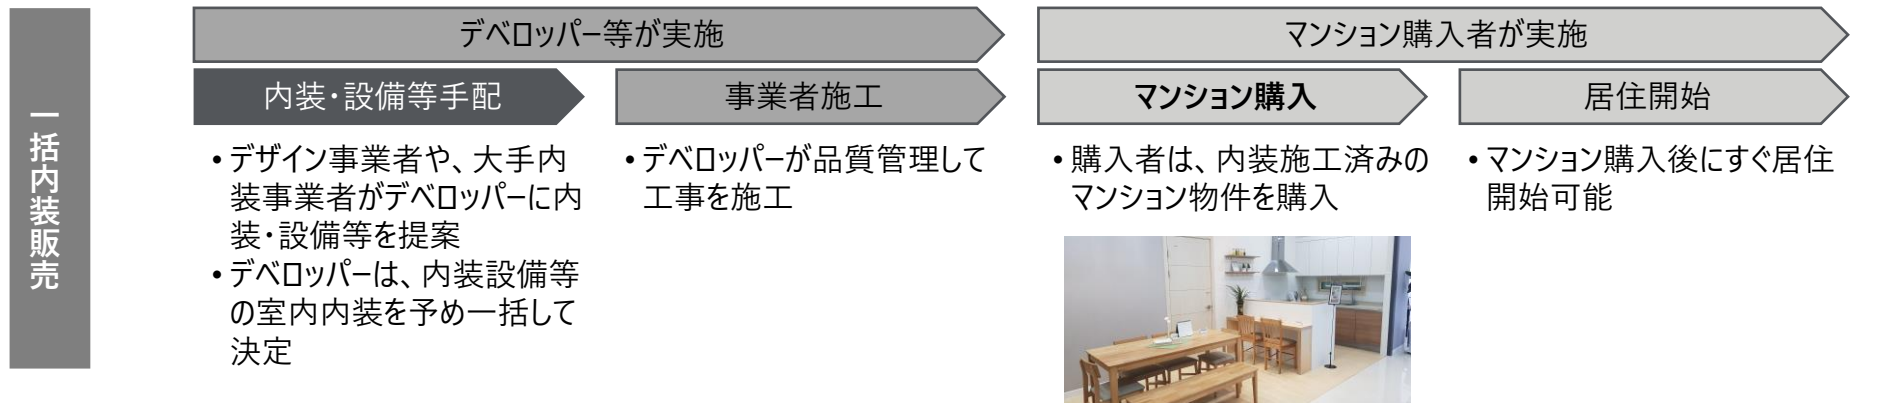 一括内装販売
デベロッパー等が実施
マンション購入者が実施
内装・設備等手配
事業者施工
マンション購入
居住開始
• デザイン事業者や、大手内
装事業者がデベロッパーに内
装・設備等を提案
• デベロッパーは、内装設備等
の室内内装を予め一括して
決定
• デベロッパーが品質管理して
工事を施工
• 購入者は、内装施工済みの
マンション物件を購入
• マンション購入後にすぐ居住
開始可能